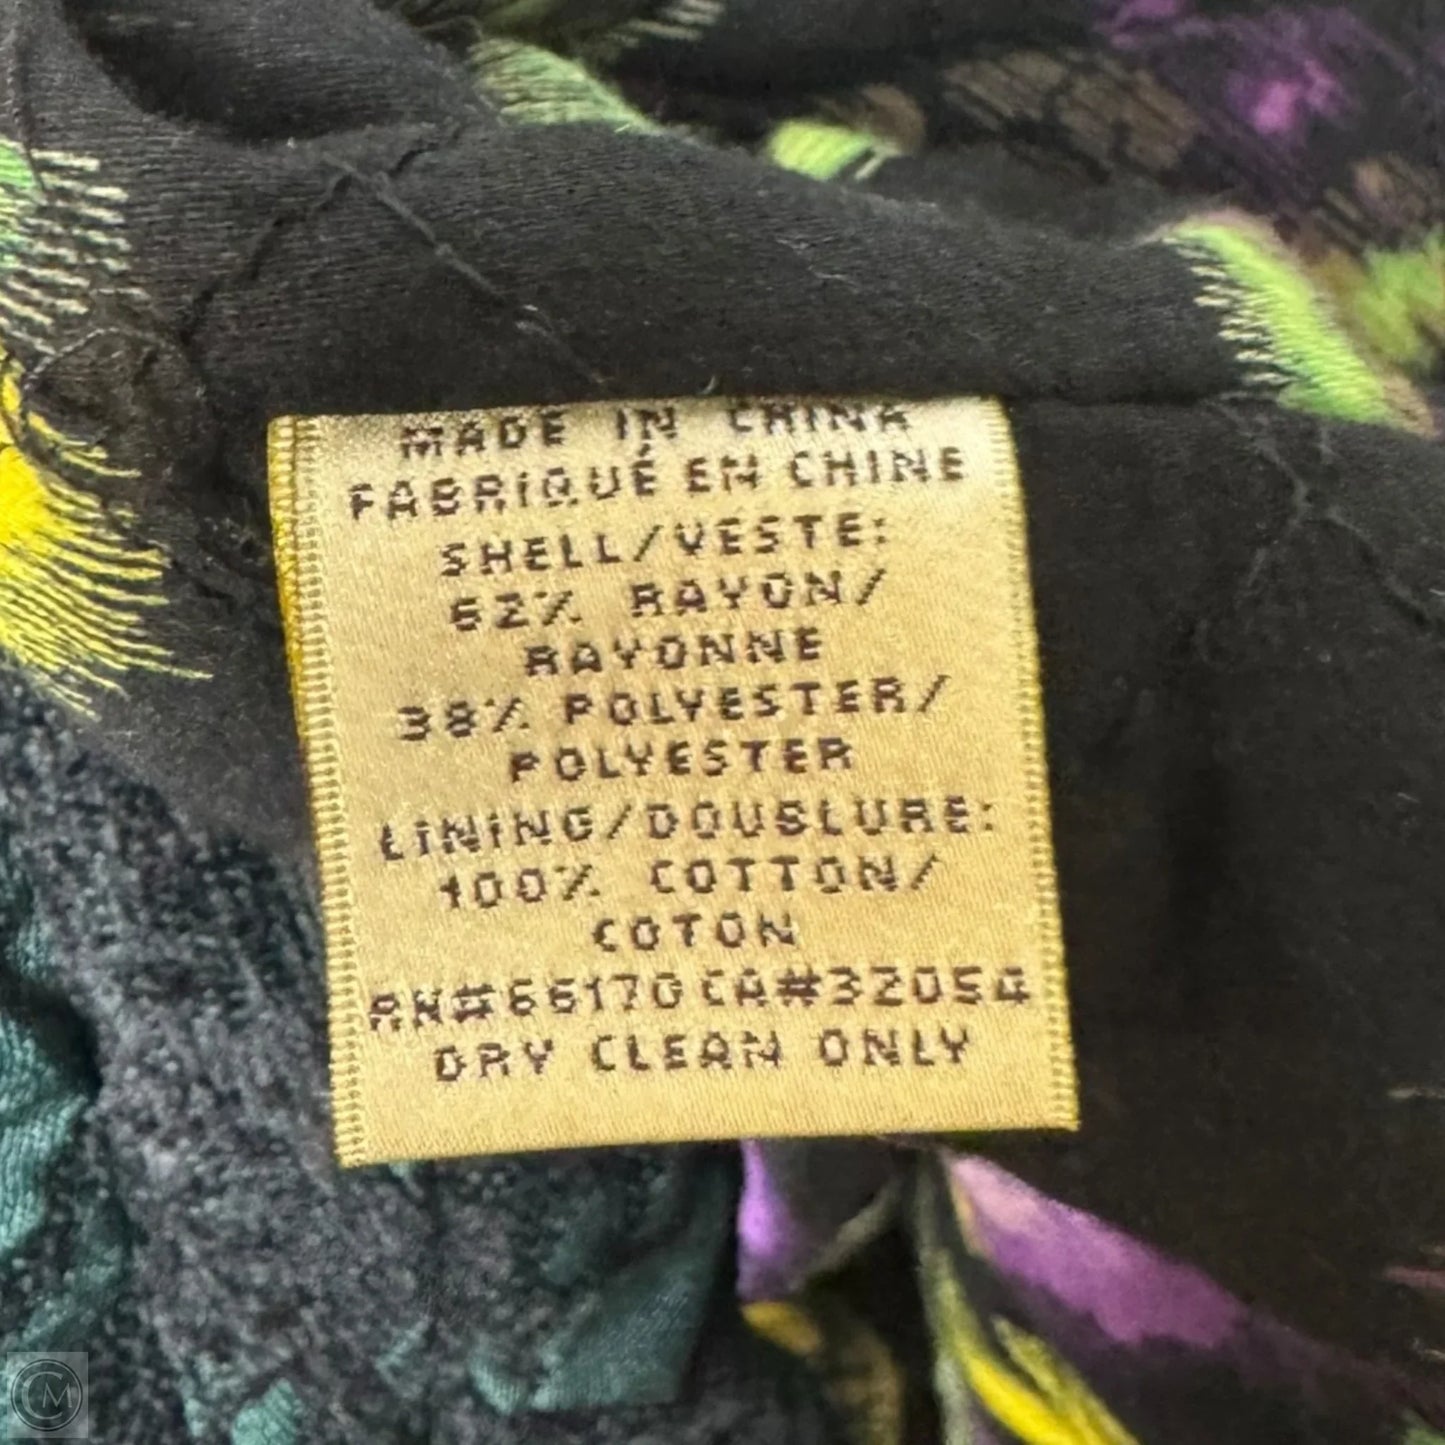 MADE IN CHINA
FABRIQUÉ EN CHINE
SHELL/VESTE:
62% RAYON/
RAYONNE
38% POLYESTER/
POLYESTER
LINING/DOUBLURE:
100% COTTON/
COTON
RN#66170 CA#32054
DRY CLEAN ONLY
CM